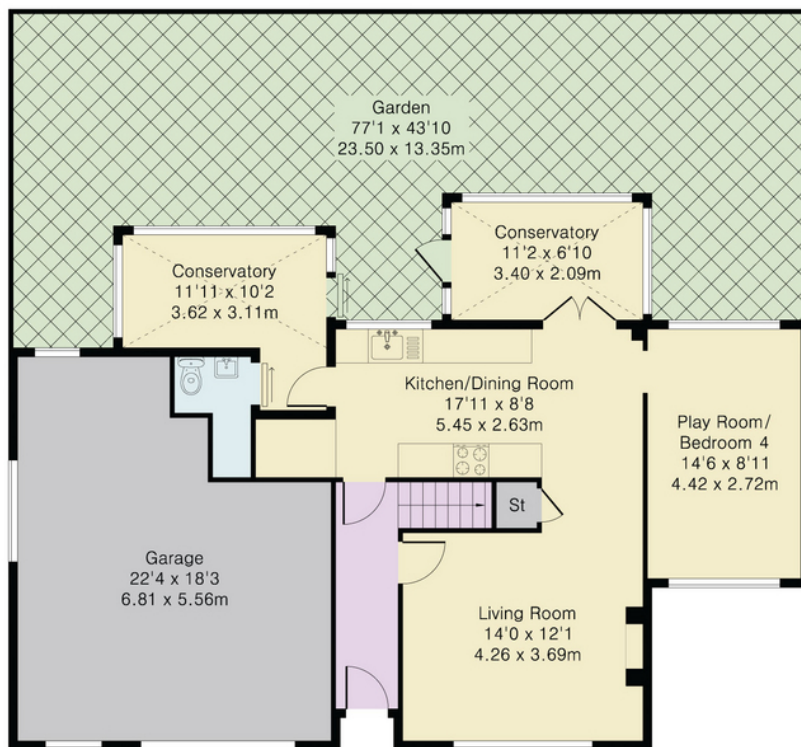 Garden
77'1 x 43'10
23.50 x 13.35m
Conservatory
11'2 x 6'10
3.40 x 2.09m
Conservatory
11'11 x 10'2
3.62 x 3.11m
Kitchen/Dining Room
17'11 x 8'8
5.45 x 2.63m
Play Room/
Bedroom 4
14'6 x 8'11
4.42 x 2.72m
St
Garage
22'4 x 18'3
6.81 x 5.56m
Living Room
14'0 x 12'1
4.26 x 3.69m